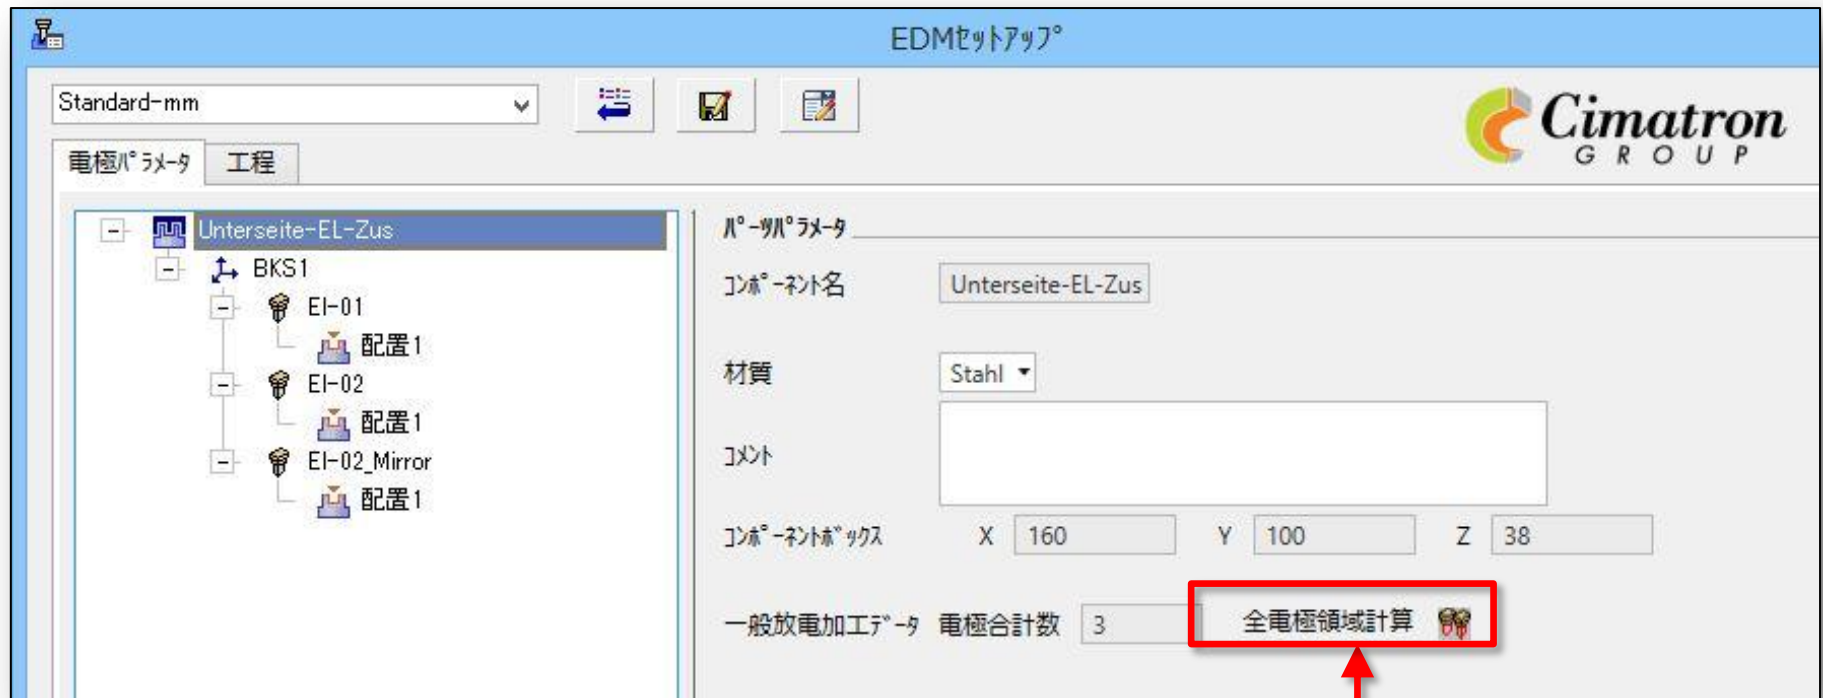 EDMｾｯﾄｱｯﾌﾟ
Standard-mm
Cimatron
GROUP
電極ﾊﾟﾗﾒｰﾀ 工程
Unterseite-EL-Zus
BKS1
El-01
配置1
El-02
配置1
El-02_Mirror
配置1
ﾊﾟｰﾂﾊﾟﾗﾒｰﾀ
ｺﾝﾎﾟｰﾈﾝﾄ名 Unterseite-EL-Zus
材質 Stahl
ｺﾒﾝﾄ
ｺﾝﾎﾟｰﾈﾝﾄﾎﾞｯｸｽ X 160 Y 100 Z 38
一般放電加工ﾃﾞｰﾀ 電極合計数 3 全電極領域計算